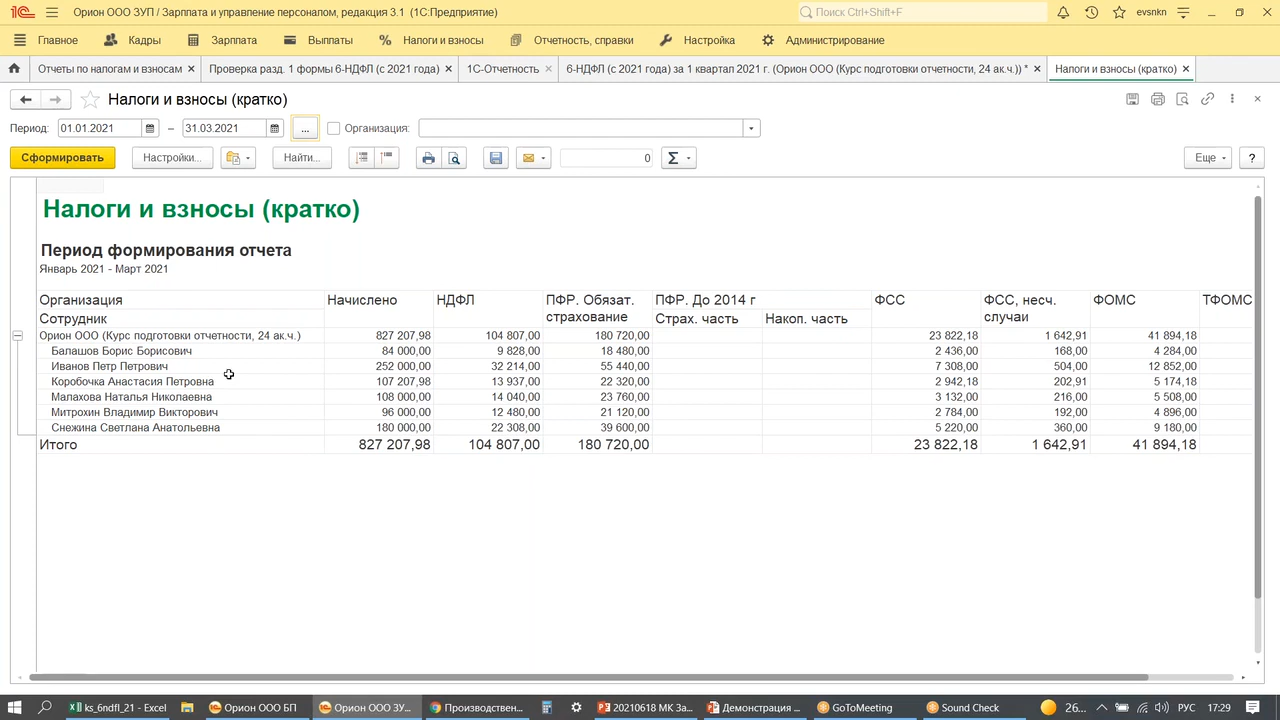 Орион ООО ЗУП / Зарплата и управление персоналом, редакция 3.1 (1С:Предприятие)
Поиск Ctrl+Shift+F
evsnkn
Главное Кадры Зарплата Выплаты Налоги и взносы Отчетность, справки Настройка Администрирование
Отчеты по налогам и взносам Проверка разд. 1 формы 6-НДФЛ (с 2021 года) 1С-Отчетность 6-НДФЛ (с 2021 года) за 1 квартал 2021 г. (Орион ООО (Курс подготовки отчетности, 24 ак.ч.)) * Налоги и взносы (кратко)
Налоги и взносы (кратко)
Период: 01.01.2021 – 31.03.2021 ... Организация:
Сформировать Настройки... Найти... 0 Σ Еще ?
Налоги и взносы (кратко)
Период формирования отчета
Январь 2021 - Март 2021
Организация Начислено НДФЛ ПФР. Обязат. страхование ПФР. До 2014 г ФСС ФСС, несч. случаи ФОМС ТФОМС
Сотрудник Страх. часть Накоп. часть
Орион ООО (Курс подготовки отчетности, 24 ак.ч.) 827 207,98 104 807,00 180 720,00 23 822,18 1 642,91 41 894,18
Балашов Борис Борисович 84 000,00 9 828,00 18 480,00 2 436,00 168,00 4 284,00
Иванов Петр Петрович 252 000,00 32 214,00 55 440,00 7 308,00 504,00 12 852,00
Коробочка Анастасия Петровна 107 207,98 13 937,00 22 320,00 2 942,18 202,91 5 174,18
Малахова Наталья Николаевна 108 000,00 14 040,00 23 760,00 3 132,00 216,00 5 508,00
Митрохин Владимир Викторович 96 000,00 12 480,00 21 120,00 2 784,00 192,00 4 896,00
Снежина Светлана Анатольевна 180 000,00 22 308,00 39 600,00 5 220,00 360,00 9 180,00
Итого 827 207,98 104 807,00 180 720,00 23 822,18 1 642,91 41 894,18
ks_6ndfl_21 - Excel Орион ООО БП Орион ООО ЗУ... Производствен... 20210618 МК За... Демонстрация ... GoToMeeting Sound Check 26... РУС 17:29